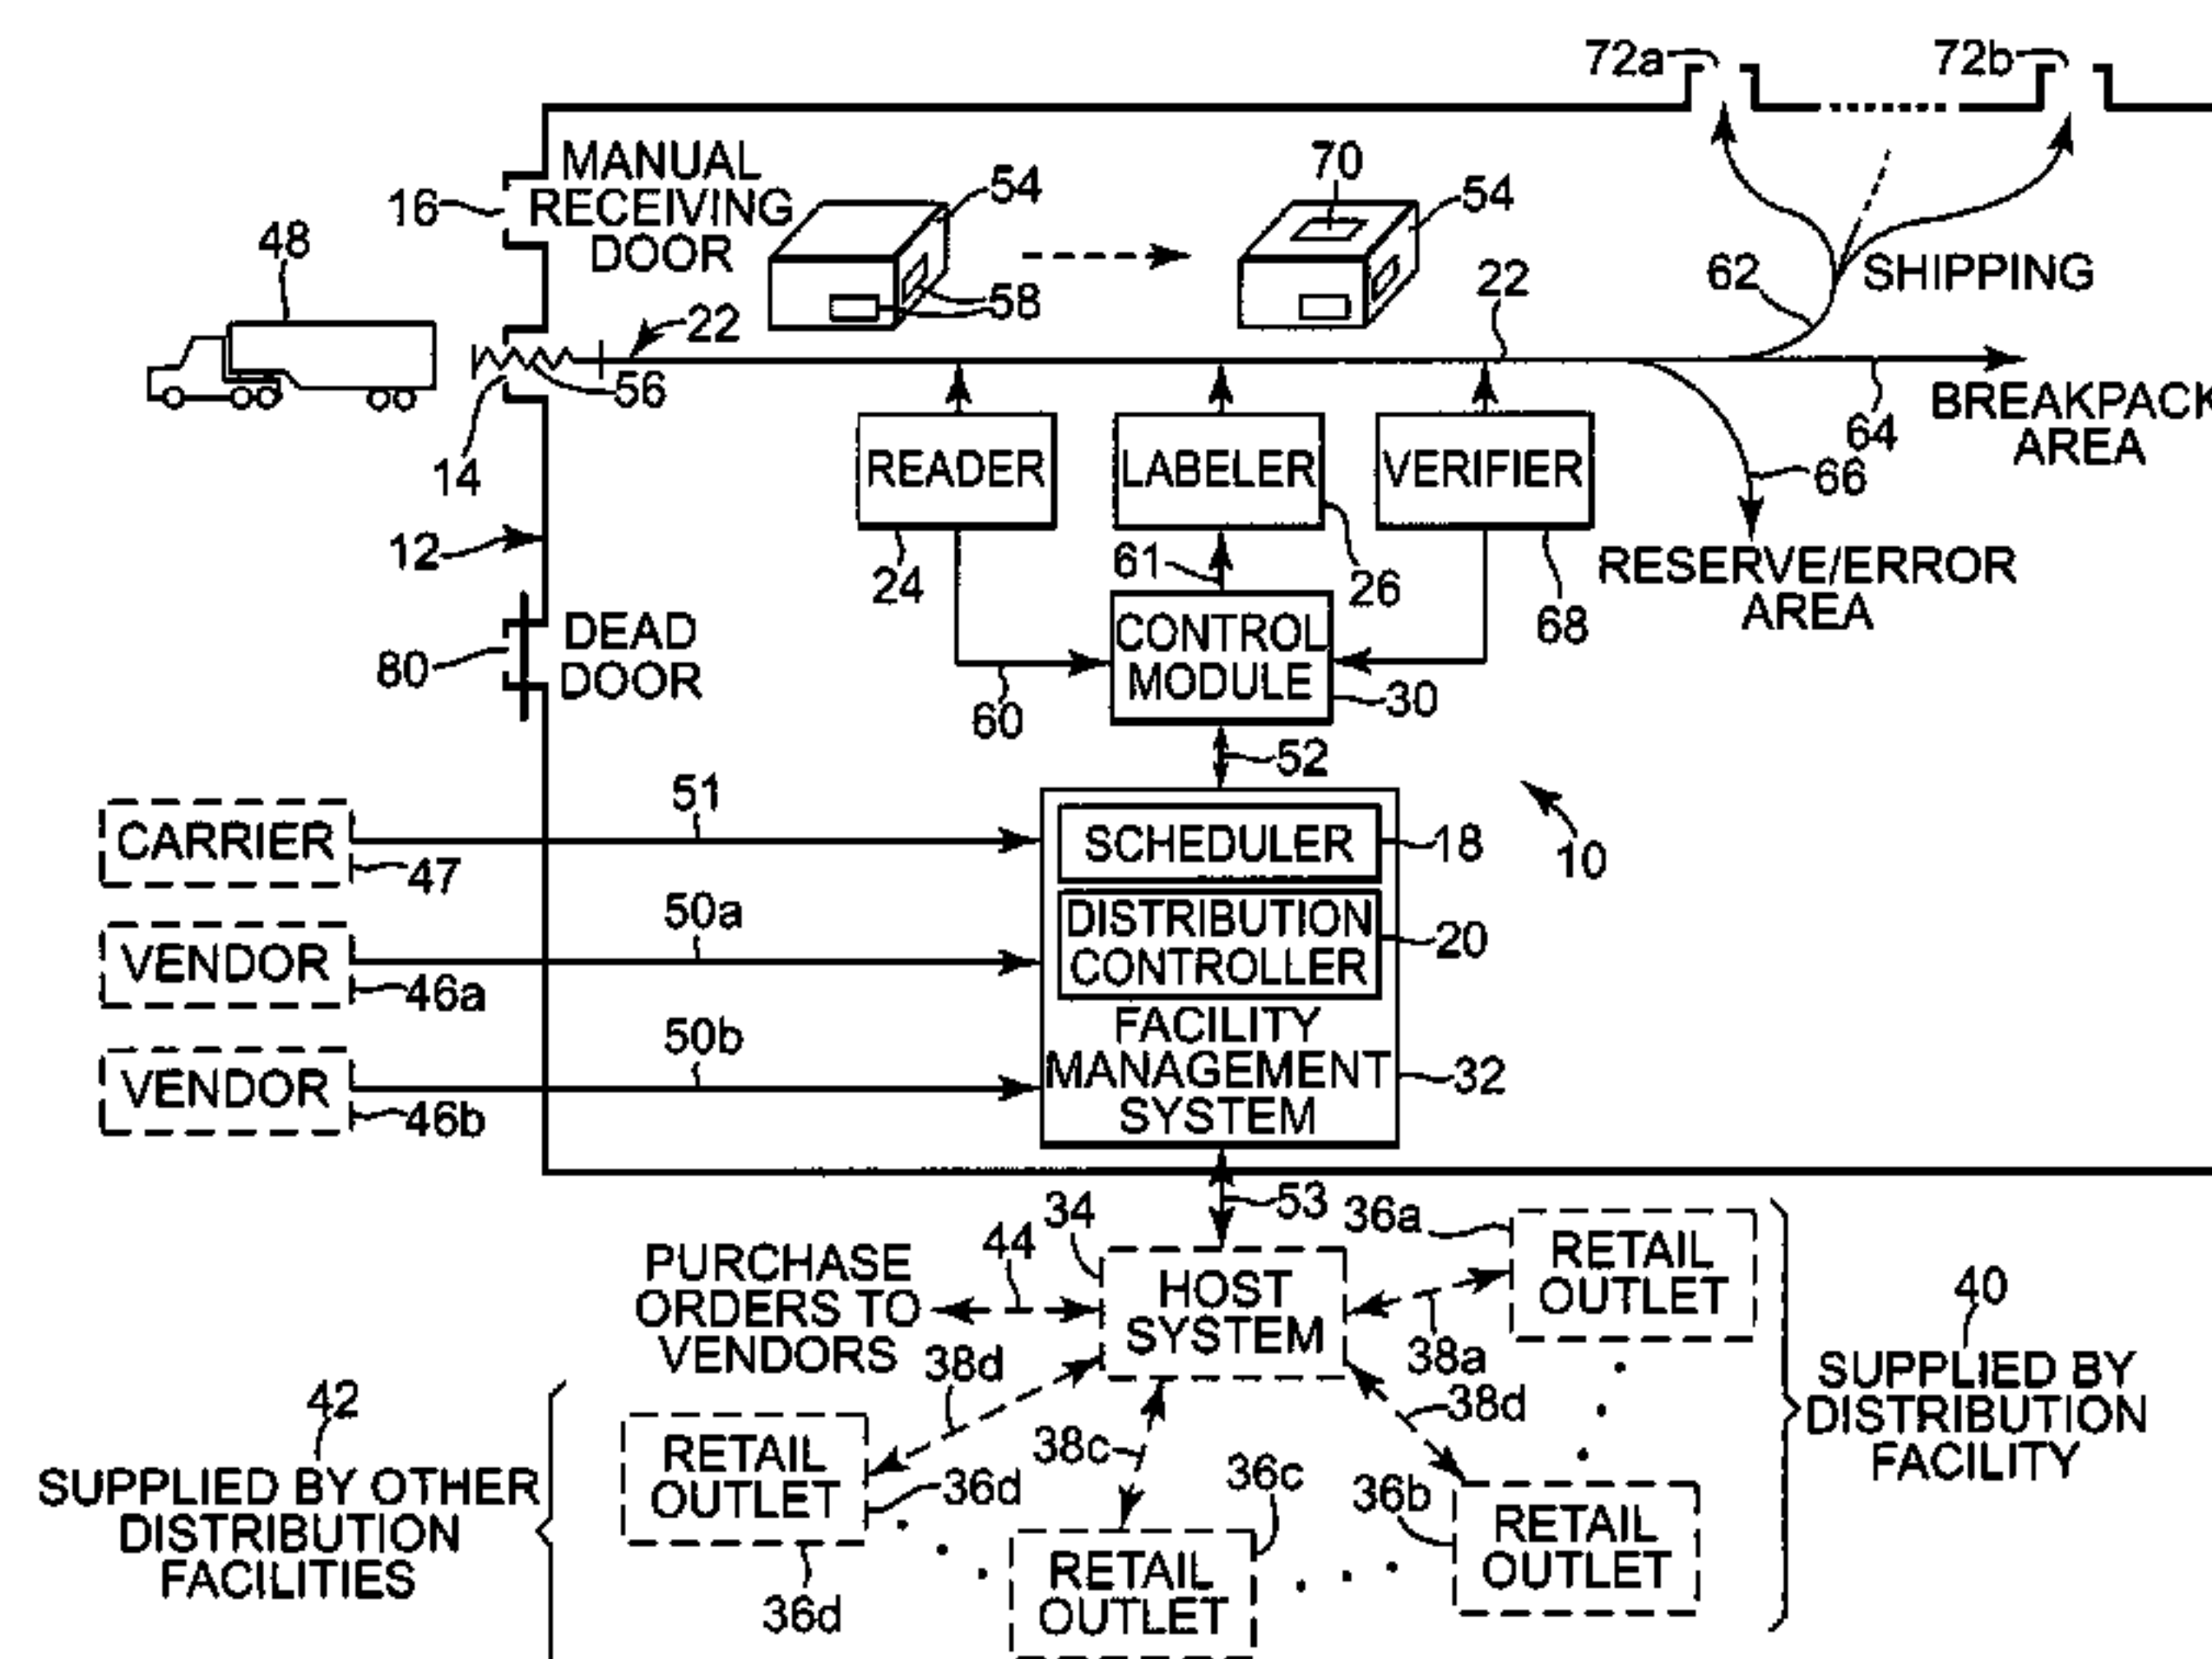 72a
72b
MANUAL
RECEIVING
DOOR
16
54
70
54
48
58
22
22
62
SHIPPING
56
14
BREAKPACK
AREA
64
66
READER
LABELER
VERIFIER
12
24
61
26
68
RESERVE/ERROR
AREA
DEAD
DOOR
80
CONTROL
MODULE
30
60
52
51
CARRIER
47
SCHEDULER
18
10
50a
VENDOR
46a
DISTRIBUTION
CONTROLLER
20
50b
VENDOR
46b
FACILITY
MANAGEMENT
SYSTEM
32
53
34
36a
44
PURCHASE
ORDERS TO
VENDORS
HOST
SYSTEM
RETAIL
OUTLET
40
38d
38a
SUPPLIED BY
DISTRIBUTION
FACILITY
42
38d
SUPPLIED BY OTHER
DISTRIBUTION
FACILITIES
RETAIL
OUTLET
36d
38c
36c
36b
RETAIL
OUTLET
RETAIL
OUTLET
36d